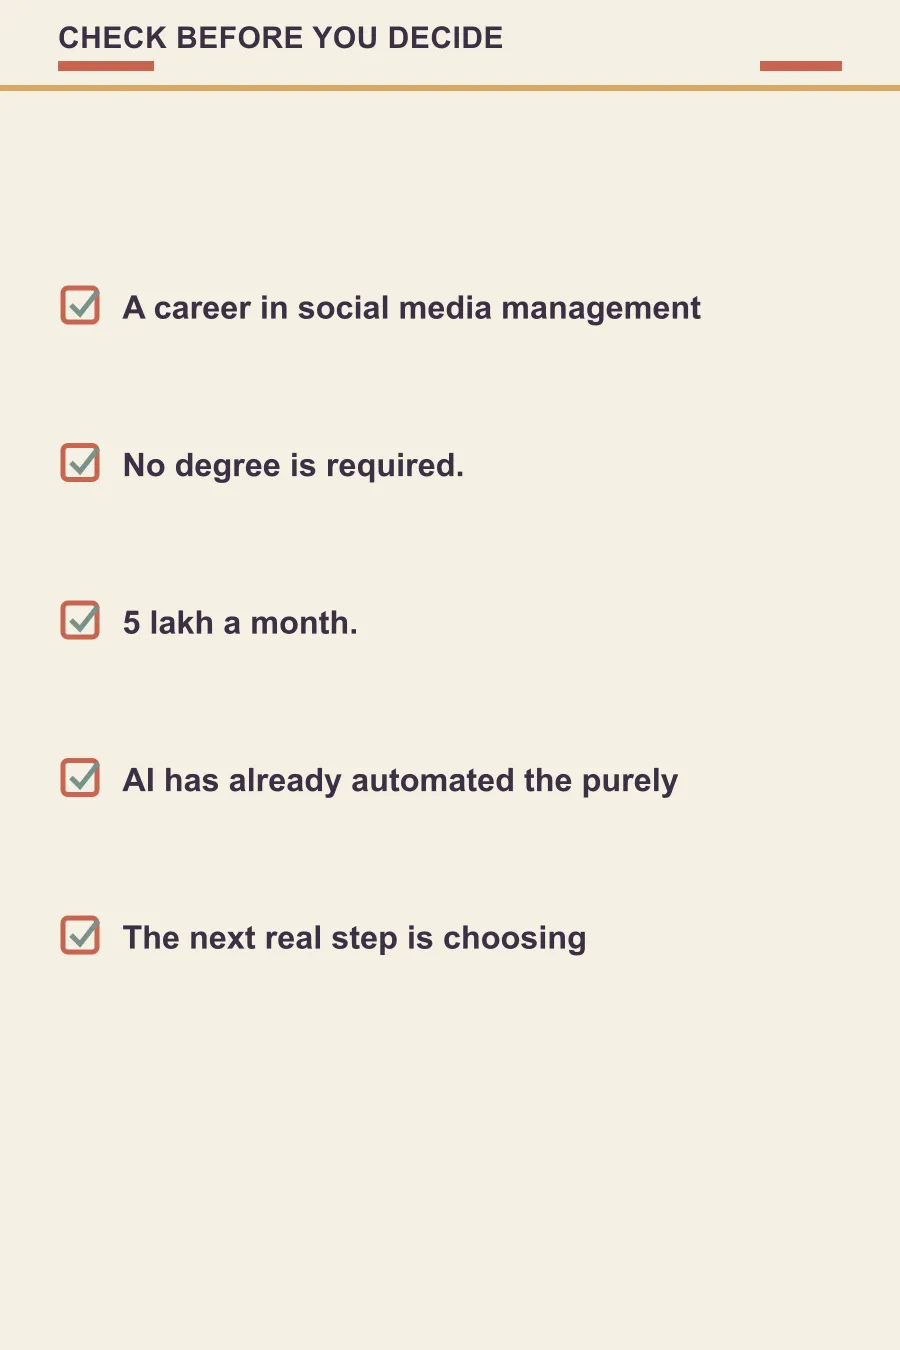 CHECK BEFORE YOU DECIDE
A career in social media management
No degree is required.
5 lakh a month.
AI has already automated the purely
The next real step is choosing